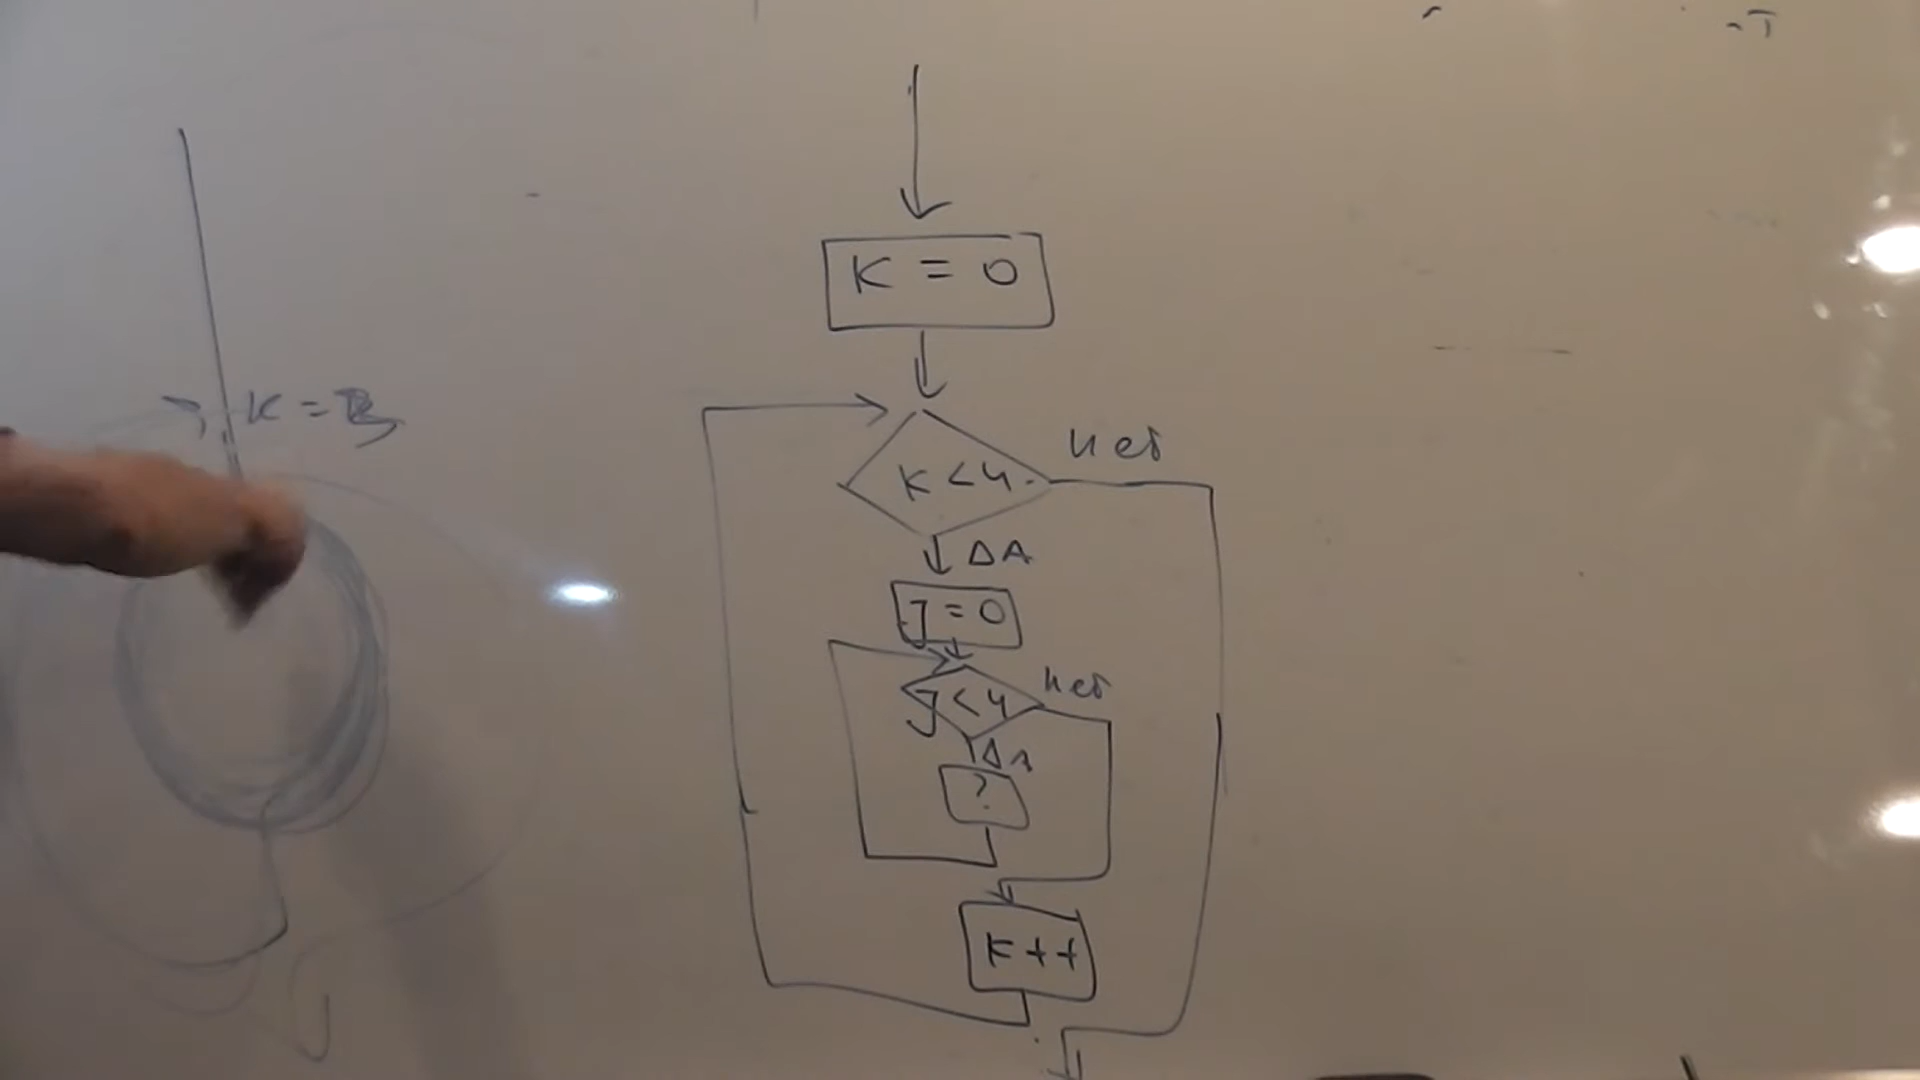 K = 0
K =
K < 4
нет
ДА
J = 0
J < 4
нет
ДА
?
K++